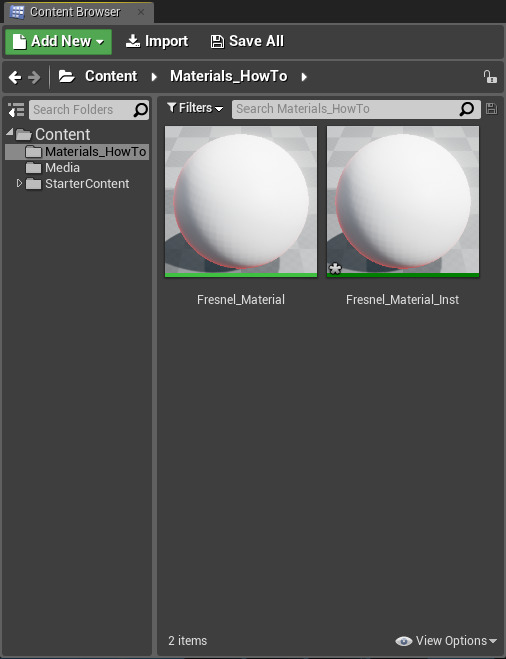 Content Browser
Add New Import Save All
Content Materials_HowTo
Search Folders
Filters Search Materials_HowTo
Content
Materials_HowTo
Media
StarterContent
Fresnel_Material Fresnel_Material_Inst
2 items View Options